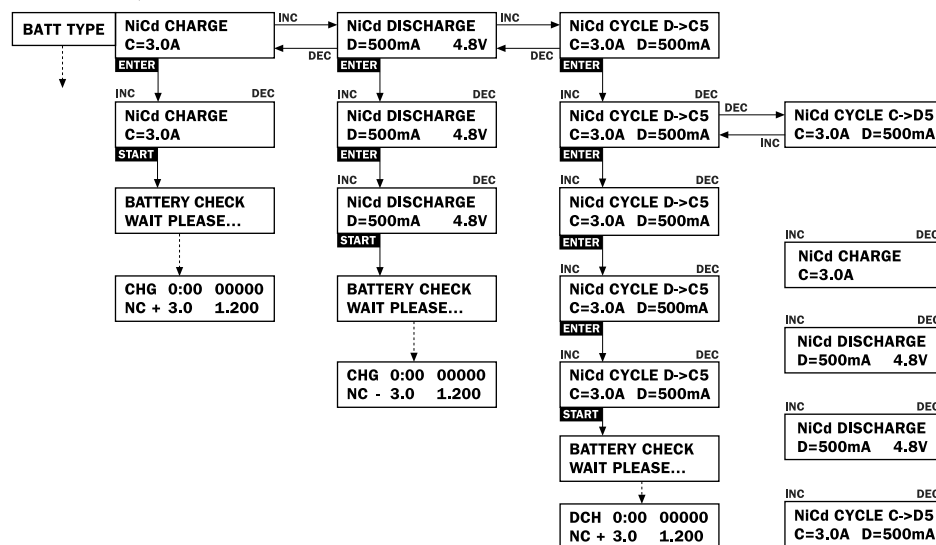 BATT TYPE
NiCd CHARGE
C=3.0A
ENTER
INC DEC
NiCd CHARGE
C=3.0A
START
BATTERY CHECK
WAIT PLEASE...
CHG 0:00 00000
NC + 3.0 1.200
INC
DEC
NiCd DISCHARGE
D=500mA 4.8V
ENTER
INC DEC
NiCd DISCHARGE
D=500mA 4.8V
ENTER
INC DEC
NiCd DISCHARGE
D=500mA 4.8V
START
BATTERY CHECK
WAIT PLEASE...
CHG 0:00 00000
NC - 3.0 1.200
INC
DEC
NiCd CYCLE D->C5
C=3.0A D=500mA
ENTER
INC DEC
NiCd CYCLE D->C5
C=3.0A D=500mA
ENTER
INC DEC
NiCd CYCLE D->C5
C=3.0A D=500mA
ENTER
INC DEC
NiCd CYCLE D->C5
C=3.0A D=500mA
ENTER
INC DEC
NiCd CYCLE D->C5
C=3.0A D=500mA
START
BATTERY CHECK
WAIT PLEASE...
DCH 0:00 00000
NC + 3.0 1.200
DEC
INC
NiCd CYCLE C->D5
C=3.0A D=500mA
INC DEC
NiCd CHARGE
C=3.0A
INC DEC
NiCd DISCHARGE
D=500mA 4.8V
INC DEC
NiCd DISCHARGE
D=500mA 4.8V
INC DEC
NiCd CYCLE C->D5
C=3.0A D=500mA